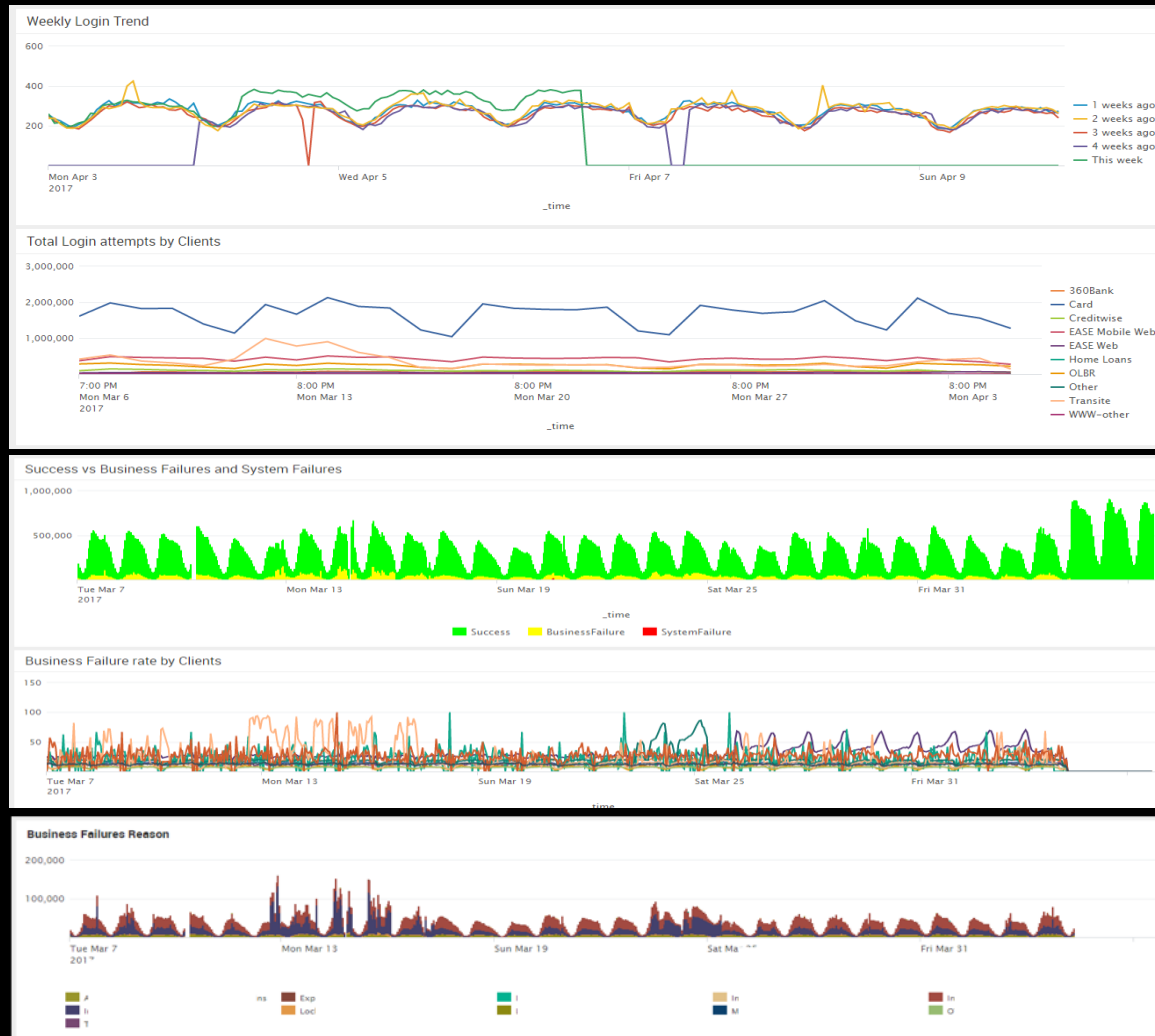 Weekly Login Trend
600
400
200
Mon Apr 3
2017
Wed Apr 5
Fri Apr 7
Sun Apr 9
_time
1 weeks ago
2 weeks ago
3 weeks ago
4 weeks ago
This week
Total Login attempts by Clients
3,000,000
2,000,000
1,000,000
7:00 PM
Mon Mar 6
2017
8:00 PM
Mon Mar 13
8:00 PM
Mon Mar 20
8:00 PM
Mon Mar 27
8:00 PM
Mon Apr 3
_time
360Bank
Card
Creditwise
EASE Mobile Web
EASE Web
Home Loans
OLBR
Other
Transite
WWW-other
Success vs Business Failures and System Failures
1,000,000
500,000
Tue Mar 7
2017
Mon Mar 13
Sun Mar 19
Sat Mar 25
Fri Mar 31
_time
Success BusinessFailure SystemFailure
Business Failure rate by Clients
150
100
50
Tue Mar 7
2017
Mon Mar 13
Sun Mar 19
Sat Mar 25
Fri Mar 31
time
Business Failures Reason
200,000
100,000
Tue Mar 7
Mon Mar 13
Sun Mar 19
Sat Ma
Fri Mar 31
ns Exp In In
Loc M O